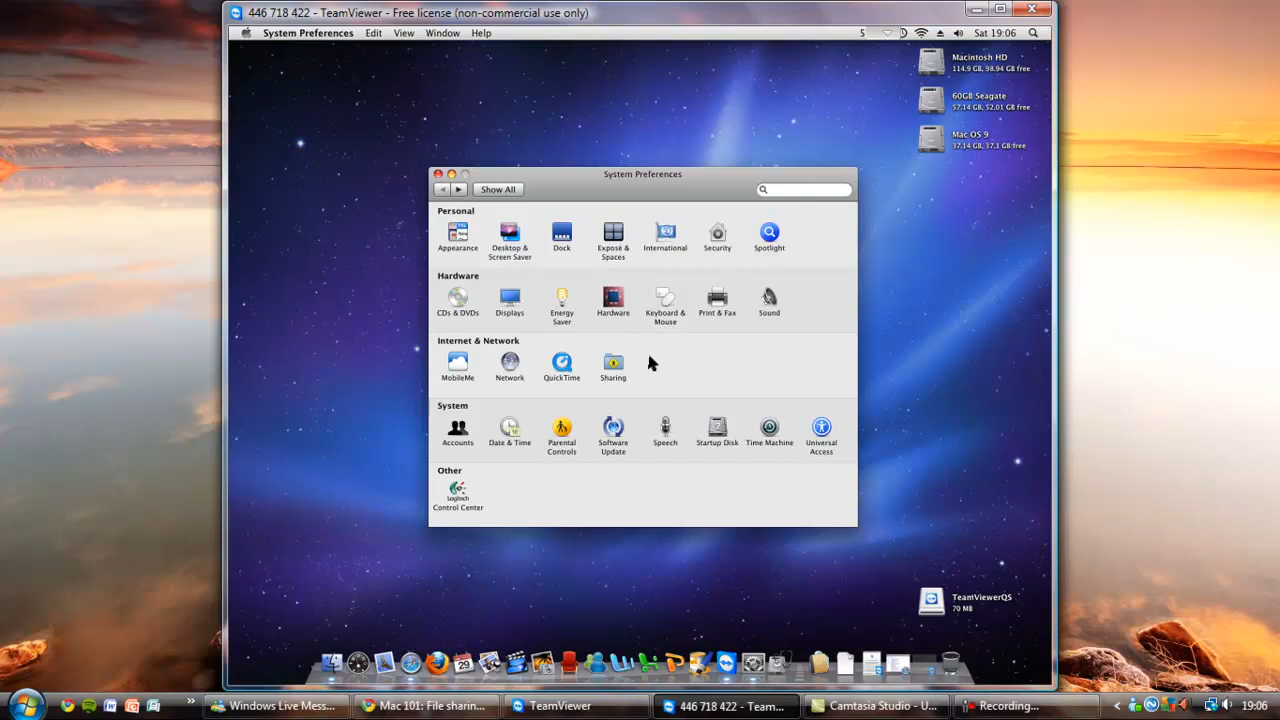 446 718 422 - TeamViewer - Free license (non-commercial use only)
System Preferences Edit View Window Help
5 Sat 19:06
Macintosh HD
114.9 GB, 98.94 GB free
60GB Seagate
57.14 GB, 52.01 GB free
Mac OS 9
37.14 GB, 37.1 GB free
System Preferences
Show All
Personal
Appearance
Desktop &
Screen Saver
Dock
Exposé &
Spaces
International
Security
Spotlight
Hardware
CDs & DVDs
Displays
Energy
Saver
Hardware
Keyboard &
Mouse
Print & Fax
Sound
Internet & Network
MobileMe
Network
QuickTime
Sharing
System
Accounts
Date & Time
Parental
Controls
Software
Update
Speech
Startup Disk
Time Machine
Universal
Access
Other
Logitech
Control Center
TeamViewerQS
70 MB
29
Windows Live Mess...
Mac 101: File sharin...
TeamViewer
446 718 422 - Team...
Camtasia Studio - U...
Recording...
19:06